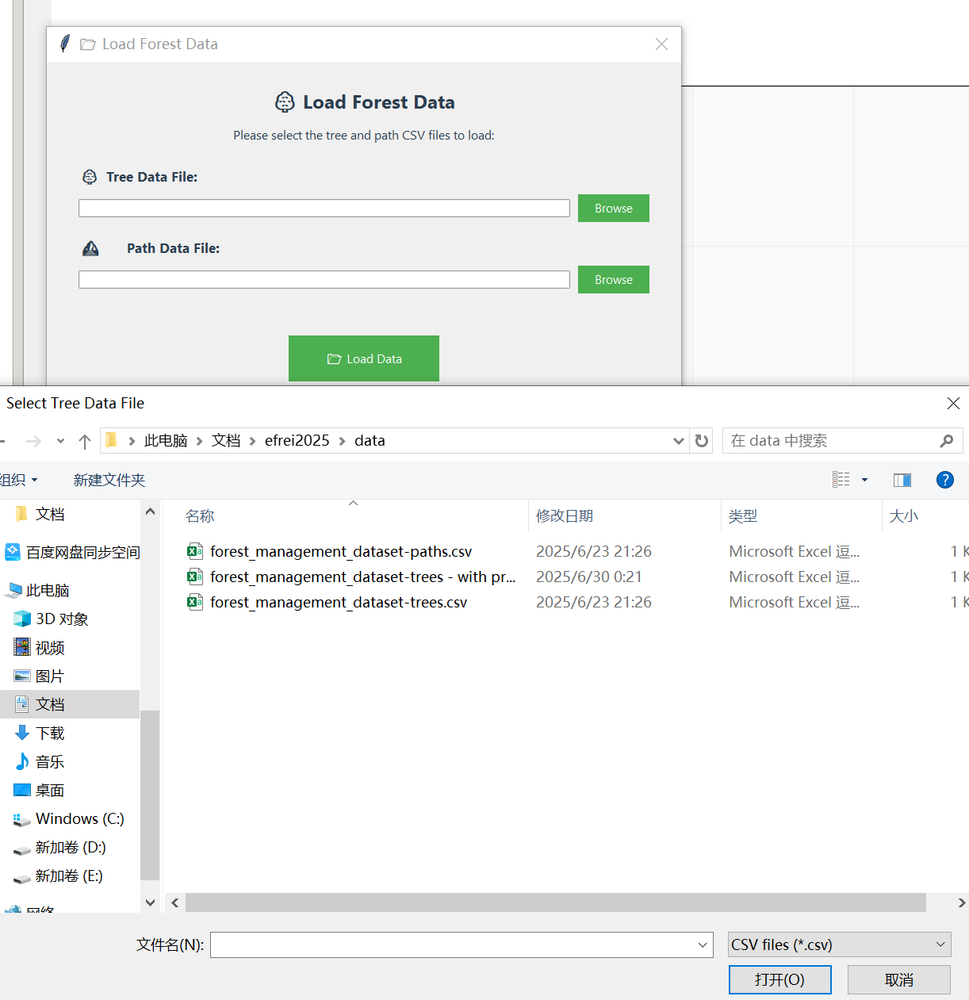 Load Forest Data
Load Forest Data
Please select the tree and path CSV files to load:
Tree Data File:
Browse
Path Data File:
Browse
Load Data
Select Tree Data File
此电脑 文档 efrei2025 data
在 data 中搜索
组织 新建文件夹
名称 修改日期 类型 大小
forest_management_dataset-paths.csv 2025/6/23 21:26 Microsoft Excel 逗... 1 K
forest_management_dataset-trees - with pr... 2025/6/30 0:21 Microsoft Excel 逗... 1 K
forest_management_dataset-trees.csv 2025/6/23 21:26 Microsoft Excel 逗... 1 K
文档
百度网盘同步空间
此电脑
3D 对象
视频
图片
文档
下载
音乐
桌面
Windows (C:)
新加卷 (D:)
新加卷 (E:)
网络
文件名(N):
CSV files (*.csv)
打开(O) 取消